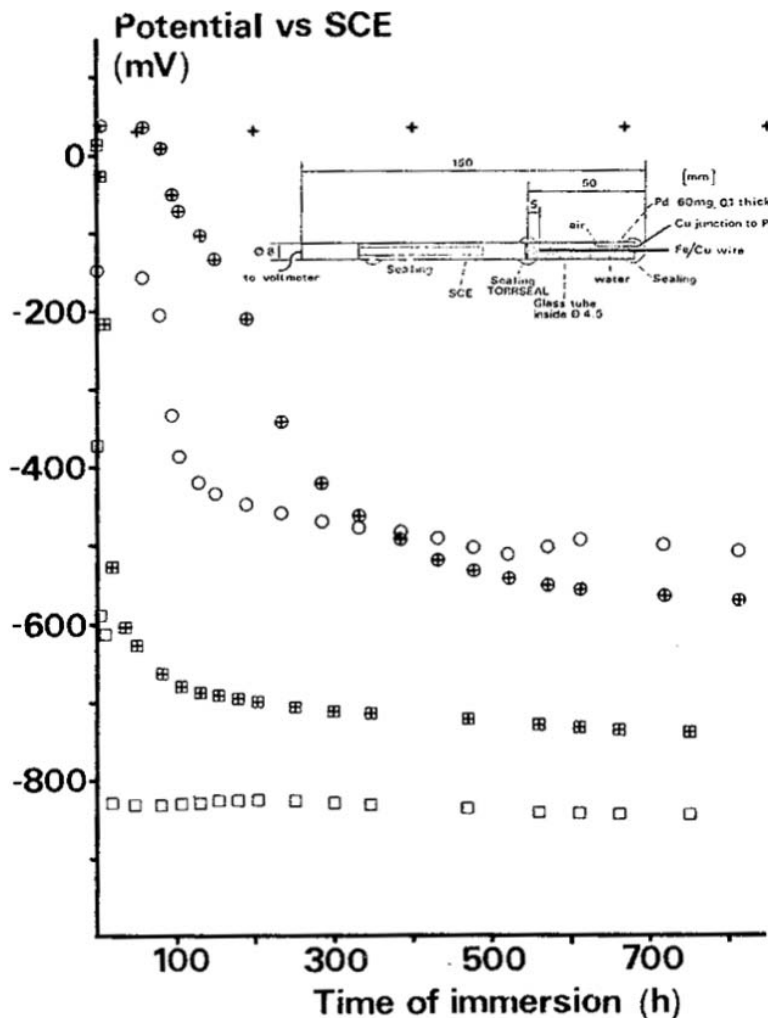 Potential vs SCE
(mV)
0
-200
-400
-600
-800
100
300
500
700
Time of immersion (h)
150
50
[mm]
5
Pd 60mg, 0.1 thick
air
Cu junction to P
Fe/Cu wire
Ø 8
to voltmeter
Sealing
SCE
Sealing
TORRSEAL
Glass tube
inside Ø 4.5
water
Sealing